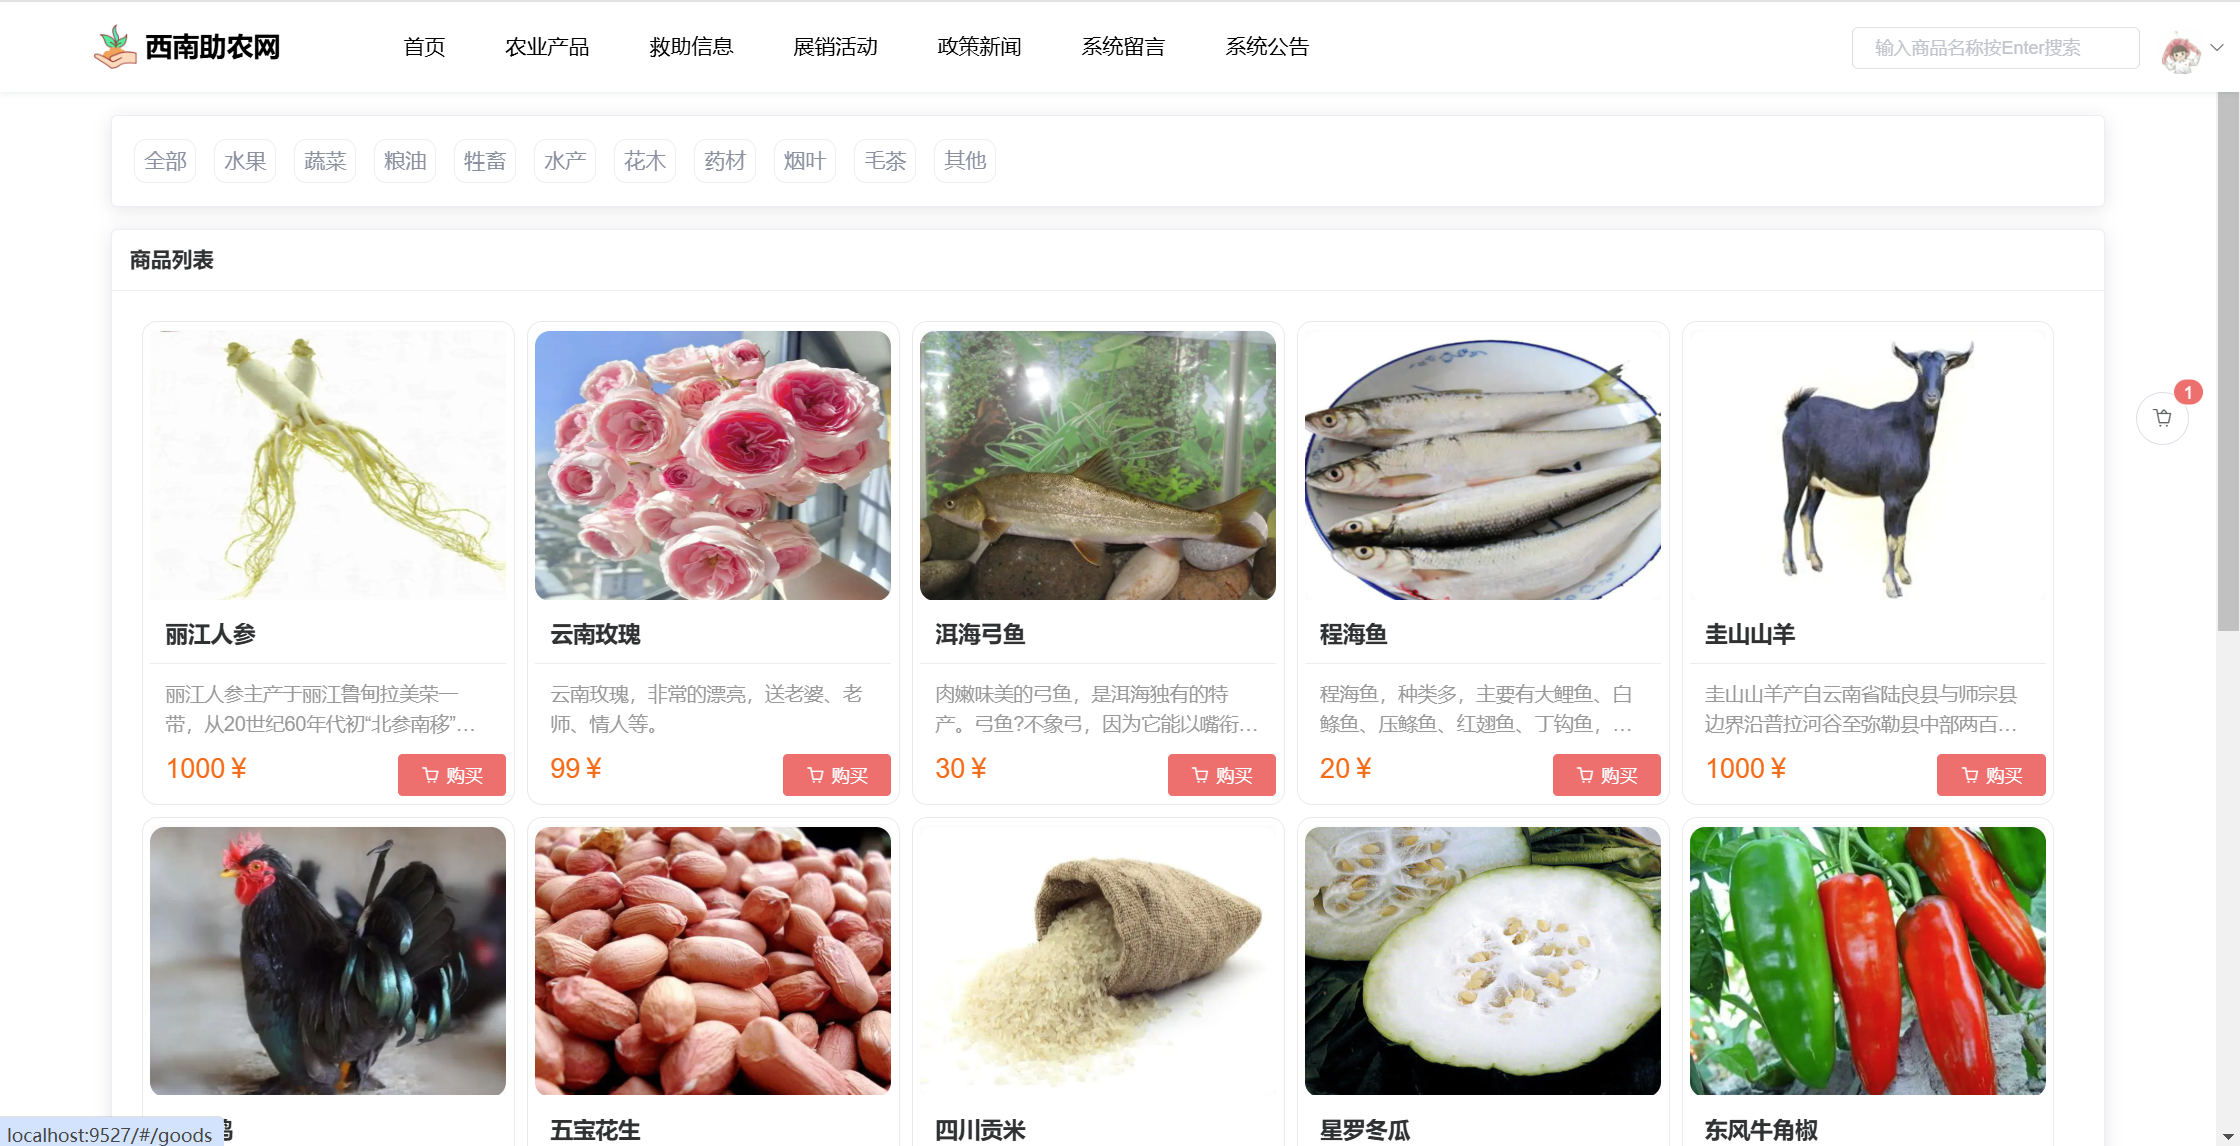 西南助农网
首页 农业产品 救助信息 展销活动 政策新闻 系统留言 系统公告
输入商品名称按Enter搜索
全部 水果 蔬菜 粮油 牲畜 水产 花木 药材 烟叶 毛茶 其他
商品列表
1
丽江人参
丽江人参主产于丽江鲁甸拉美荣一
带，从20世纪60年代初“北参南移”…
1000 ¥
购买
云南玫瑰
云南玫瑰，非常的漂亮，送老婆、老
师、情人等。
99 ¥
购买
洱海弓鱼
肉嫩味美的弓鱼，是洱海独有的特
产。弓鱼?不象弓，因为它能以嘴衔…
30 ¥
购买
程海鱼
程海鱼，种类多，主要有大鲤鱼、白
鲦鱼、压鲦鱼、红翅鱼、丁钩鱼，…
20 ¥
购买
圭山山羊
圭山山羊产自云南省陆良县与师宗县
边界沿普拉河谷至弥勒县中部两百…
1000 ¥
购买
五宝花生
四川贡米
星罗冬瓜
东风牛角椒
localhost:9527/#/goods